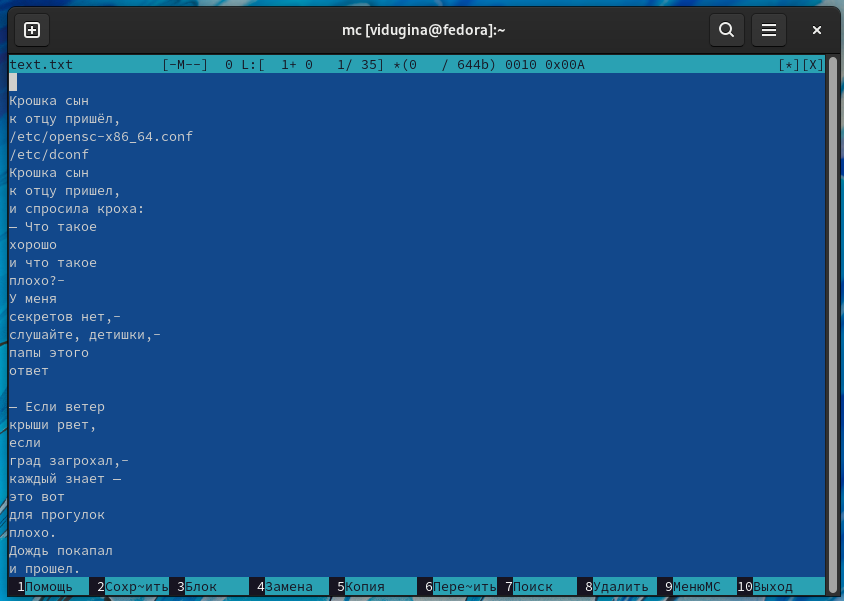 mc [vidugina@fedora]:~
text.txt [-M--] 0 L:[ 1+ 0 1/ 35] *(0 / 644b) 0010 0x00A [*][X]
Крошка сын
к отцу пришёл,
/etc/opensc-x86_64.conf
/etc/dconf
Крошка сын
к отцу пришел,
и спросила кроха:
— Что такое
хорошо
и что такое
плохо?-
У меня
секретов нет,-
слушайте, детишки,-
папы этого
ответ
— Если ветер
крыши рвет,
если
град загрохал,-
каждый знает —
это вот
для прогулок
плохо.
Дождь покапал
и прошел.
1Помощь 2Сохр~ить 3Блок 4Замена 5Копия 6Пере~ить 7Поиск 8Удалить 9МенюMC 10Выход